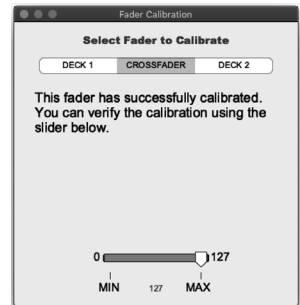 Fader Calibration
Select Fader to Calibrate
DECK 1 CROSSFADER DECK 2
This fader has successfully calibrated.
You can verify the calibration using the
slider below.
0 127
MIN 127 MAX